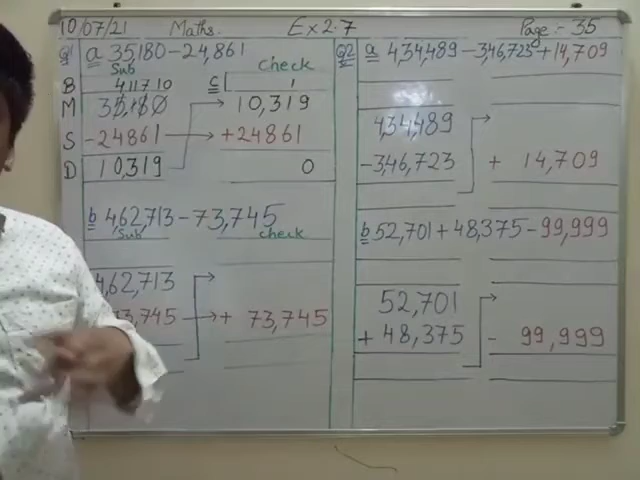 10/07/21 Maths. Ex 2.7 Page :- 35
Q1 a 35,180 - 24,861
Sub Check
4 11 7 10 C 1
B
M 35,180 10,319
S -24861 +24861
D 10,319 0
b 4,62,713 - 73,745
Sub check
4,62,713
73,745 + 73,745
Q2 a 4,34,489 - 3,46,723 + 14,709
4,34,489
-3,46,723 + 14,709
b 52,701 + 48,375 - 99,999
52,701
+ 48,375 - 99,999